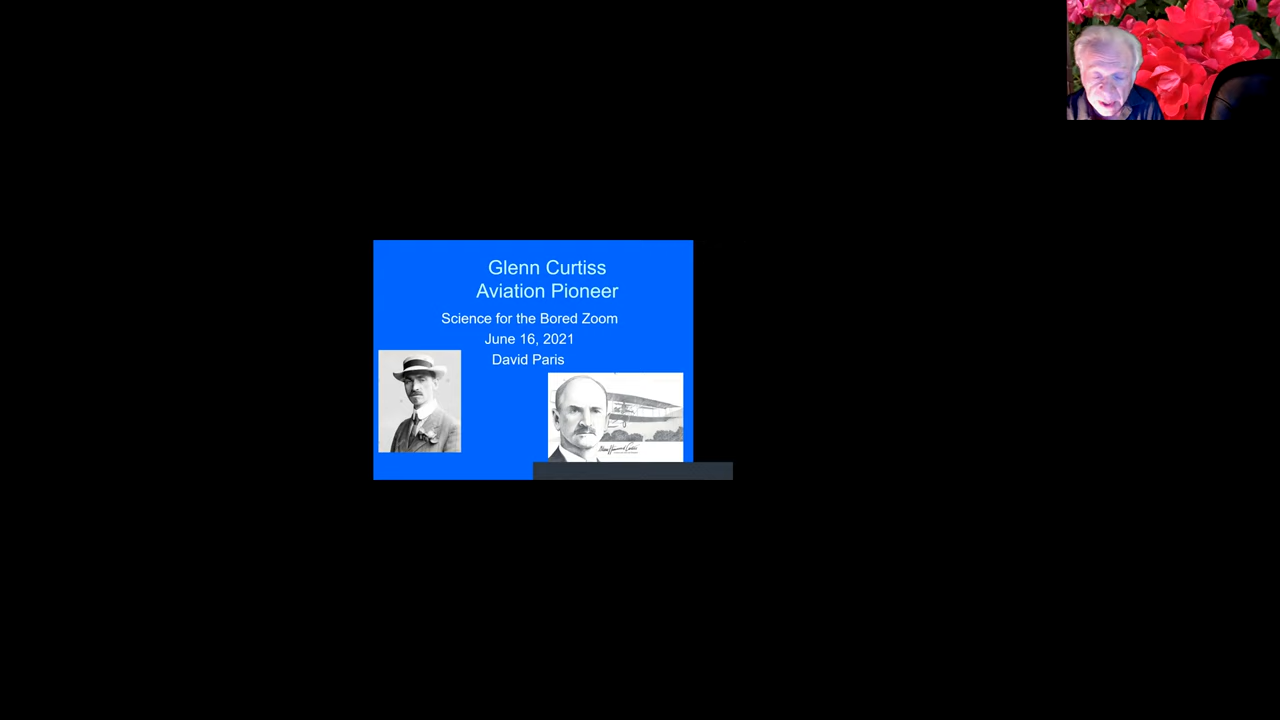 Glenn Curtiss
Aviation Pioneer
Science for the Bored Zoom
June 16, 2021
David Paris